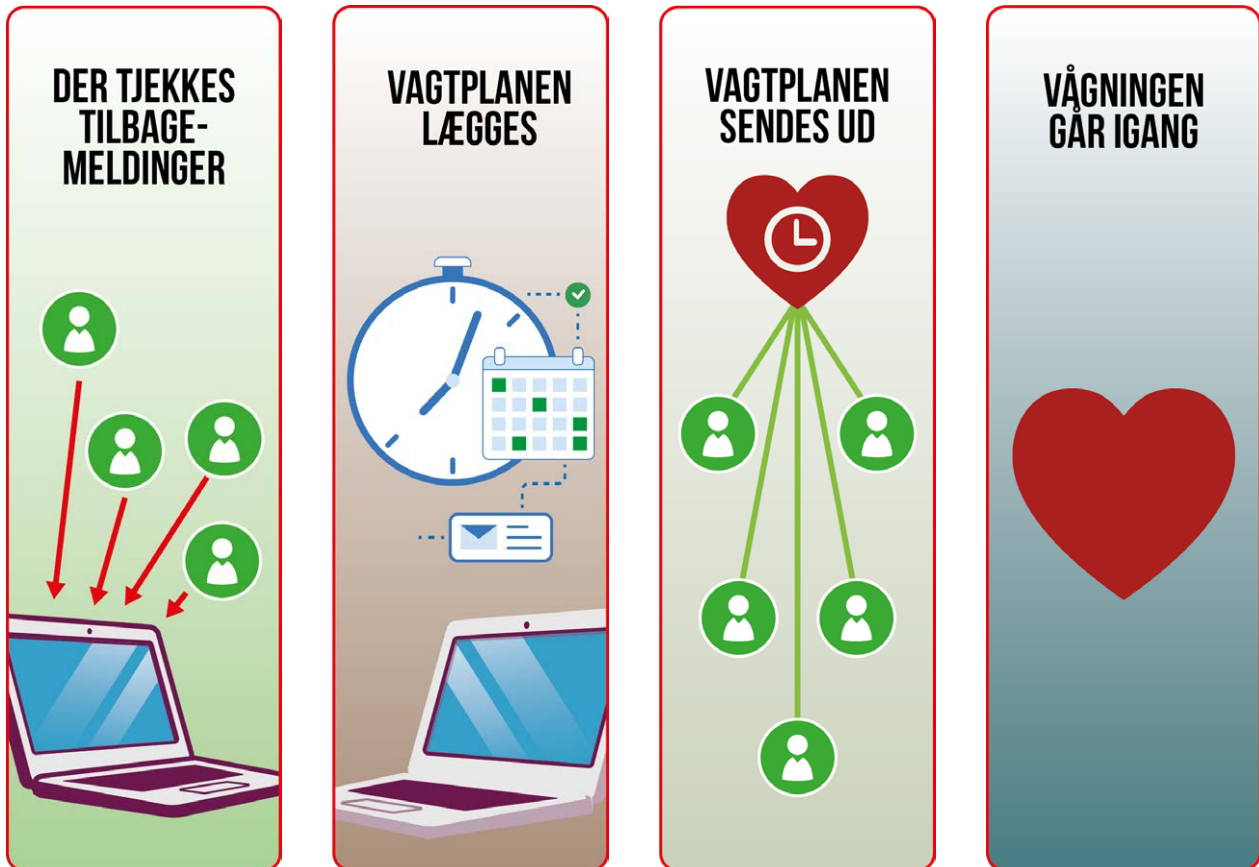 DER TJEKKES
TILBAGE-
MELDINGER
VAGTPLANEN
LÆGGES
VAGTPLANEN
SENDES UD
VÅGNINGEN
GÅR IGANG